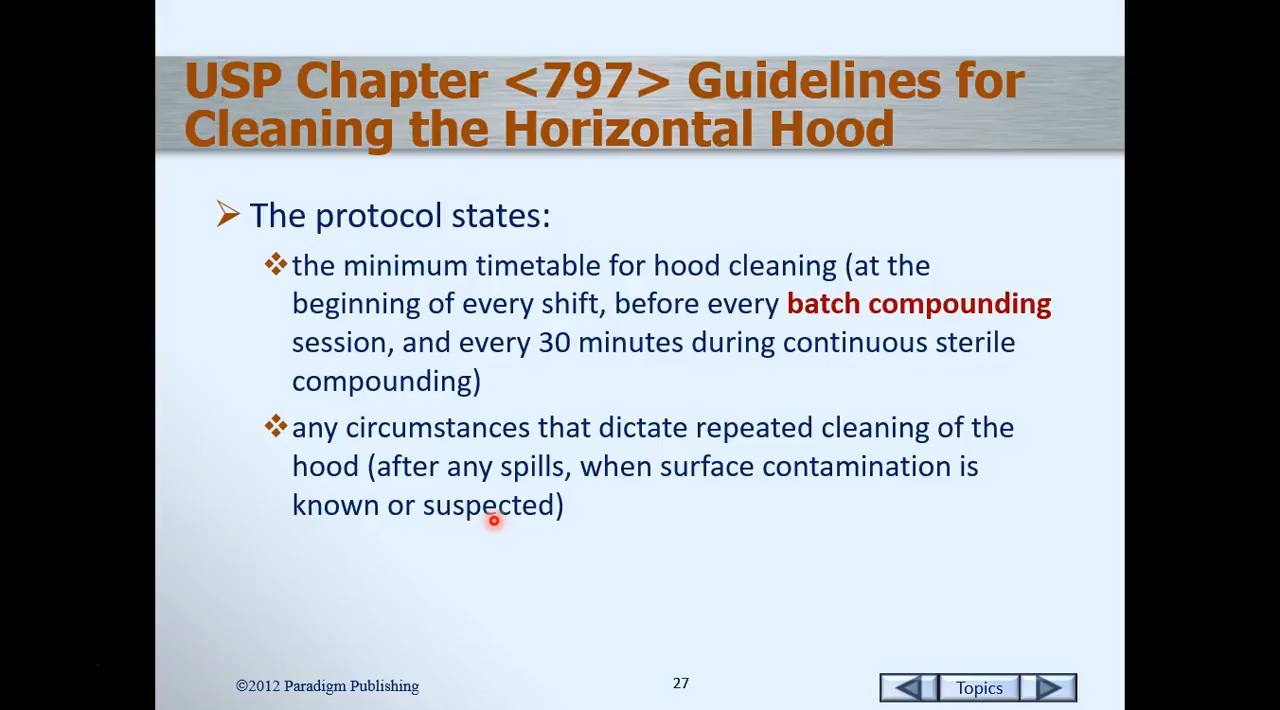 USP Chapter <797> Guidelines for
Cleaning the Horizontal Hood
The protocol states:
the minimum timetable for hood cleaning (at the
beginning of every shift, before every batch compounding
session, and every 30 minutes during continuous sterile
compounding)
any circumstances that dictate repeated cleaning of the
hood (after any spills, when surface contamination is
known or suspected)
©2012 Paradigm Publishing
27
Topics